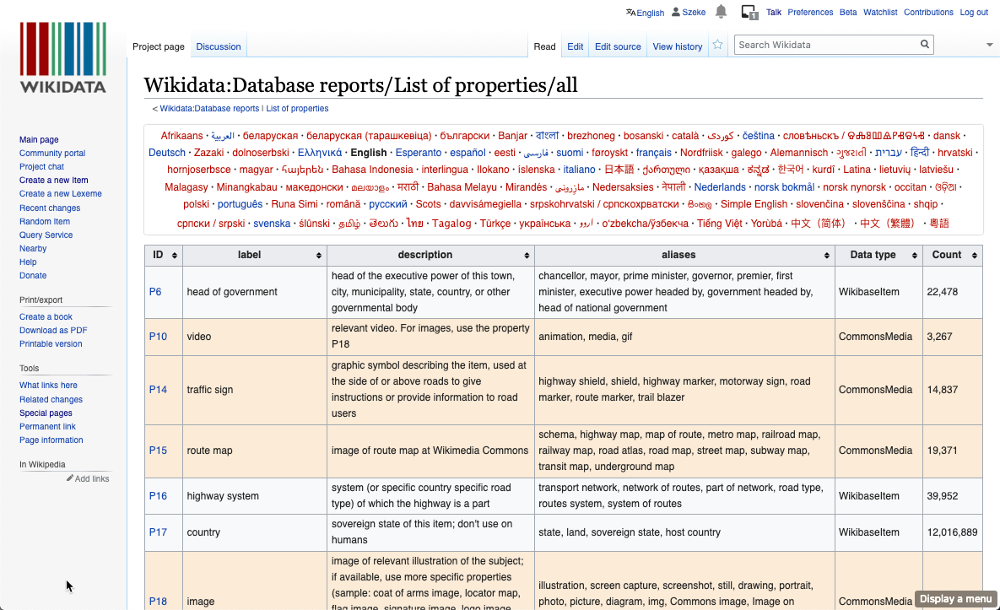 English Szeke 1 Talk Preferences Beta Watchlist Contributions Log out
WIKIDATA
Project page Discussion Read Edit Edit source View history Search Wikidata
Wikidata:Database reports/List of properties/all
< Wikidata:Database reports | List of properties
Main page
Community portal
Project chat
Create a new Item
Create a new Lexeme
Recent changes
Random Item
Query Service
Nearby
Help
Donate
Print/export
Create a book
Download as PDF
Printable version
Tools
What links here
Related changes
Special pages
Permanent link
Page information
In Wikipedia
Add links
Afrikaans · العربية · беларуская · беларуская (тарашкевіца) · български · Banjar · বাংলা · brezhoneg · bosanski · català · کوردی · čeština · словѣньскъ / · dansk ·
Deutsch · Zazaki · dolnoserbski · Ελληνικά · English · Esperanto · español · eesti · فارسی · suomi · føroyskt · français · Nordfriisk · galego · Alemannisch · ગુજરાતી · עברית · हिन्दी · hrvatski ·
hornjoserbsce · magyar · հայերեն · Bahasa Indonesia · interlingua · Ilokano · íslenska · italiano · 日本語 · ქართული · қазақша · ಕನ್ನಡ · 한국어 · kurdî · Latina · lietuvių · latviešu ·
Malagasy · Minangkabau · македонски · മലയാളം · मराठी · Bahasa Melayu · Mirandés · مازِرونی · Nedersaksies · नेपाली · Nederlands · norsk bokmål · norsk nynorsk · occitan · ଓଡ଼ିଆ ·
polski · português · Runa Simi · română · русский · Scots · davvisámegiella · srpskohrvatski / српскохрватски · සිංහල · Simple English · slovenčina · slovenščina · shqip ·
српски / srpski · svenska · ślůnski · தமிழ் · తెలుగు · ไทย · Tagalog · Türkçe · українська · اردو · oʻzbekcha/ўзбекча · Tiếng Việt · Yorùbá · 中文（简体） · 中文（繁體） · 粵語
ID label description aliases Data type Count
P6 head of government WikibaseItem 22,478
head of the executive power of this town,
city, municipality, state, country, or other
governmental body
chancellor, mayor, prime minister, governor, premier, first
minister, executive power headed by, government headed by,
head of national government
P10 video animation, media, gif CommonsMedia 3,267
relevant video. For images, use the property
P18
P14 traffic sign CommonsMedia 14,837
graphic symbol describing the item, used at
the side of or above roads to give
instructions or provide information to road
users
highway shield, shield, highway marker, motorway sign, road
marker, route marker, trail blazer
P15 route map image of route map at Wikimedia Commons CommonsMedia 19,371
schema, highway map, map of route, metro map, railroad map,
railway map, road atlas, road map, street map, subway map,
transit map, underground map
P16 highway system WikibaseItem 39,952
system (or specific country specific road
type) of which the highway is a part
transport network, network of routes, part of network, road type,
routes system, system of routes
P17 country state, land, sovereign state, host country WikibaseItem 12,016,889
sovereign state of this item; don't use on
humans
P18 image CommonsMedia
image of relevant illustration of the subject;
if available, use more specific properties
(sample: coat of arms image, locator map,
flag image, signature image, logo image,
illustration, screen capture, screenshot, still, drawing, portrait,
photo, picture, diagram, img, Commons image, Image on
Display a menu